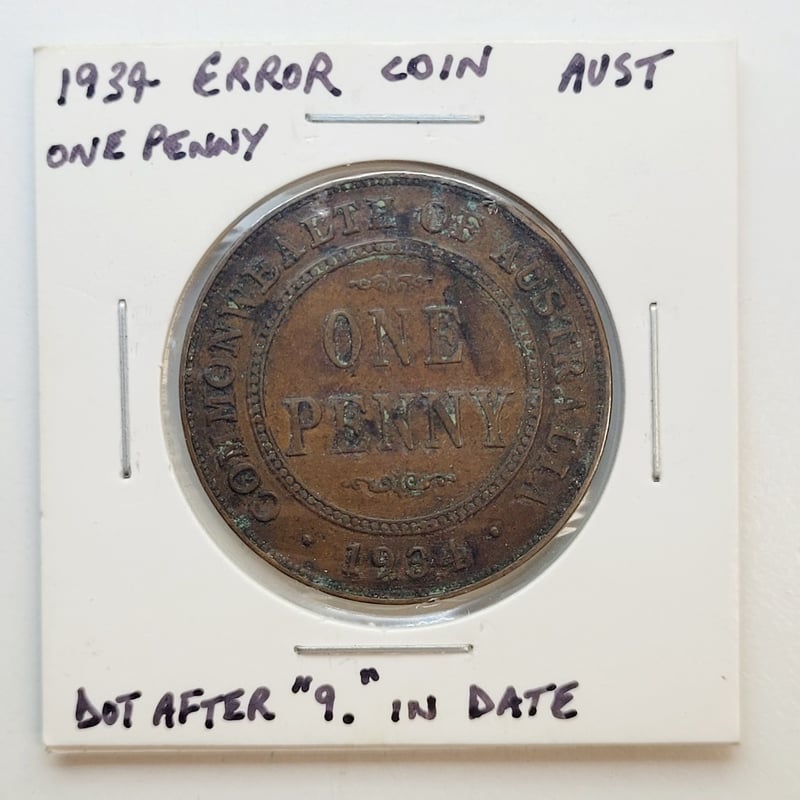 1934 ERROR COIN AUST
ONE PENNY
COMMONWEALTH OF AUSTRALIA
ONE
PENNY
· 1934 ·
DOT AFTER "9." IN DATE